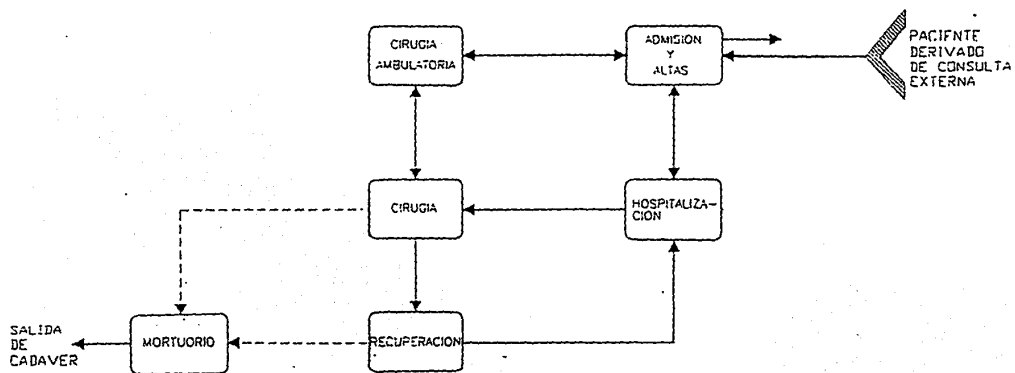 CIRUGIA
AMBULATORIA
ADMISION
Y
ALTAS
PACIENTE
DERIVADO
DE CONSULTA
EXTERNA
CIRUGIA
HOSPITALIZA-
CION
SALIDA
DE
CADAVER
MORTUORIO
RECUPERACION